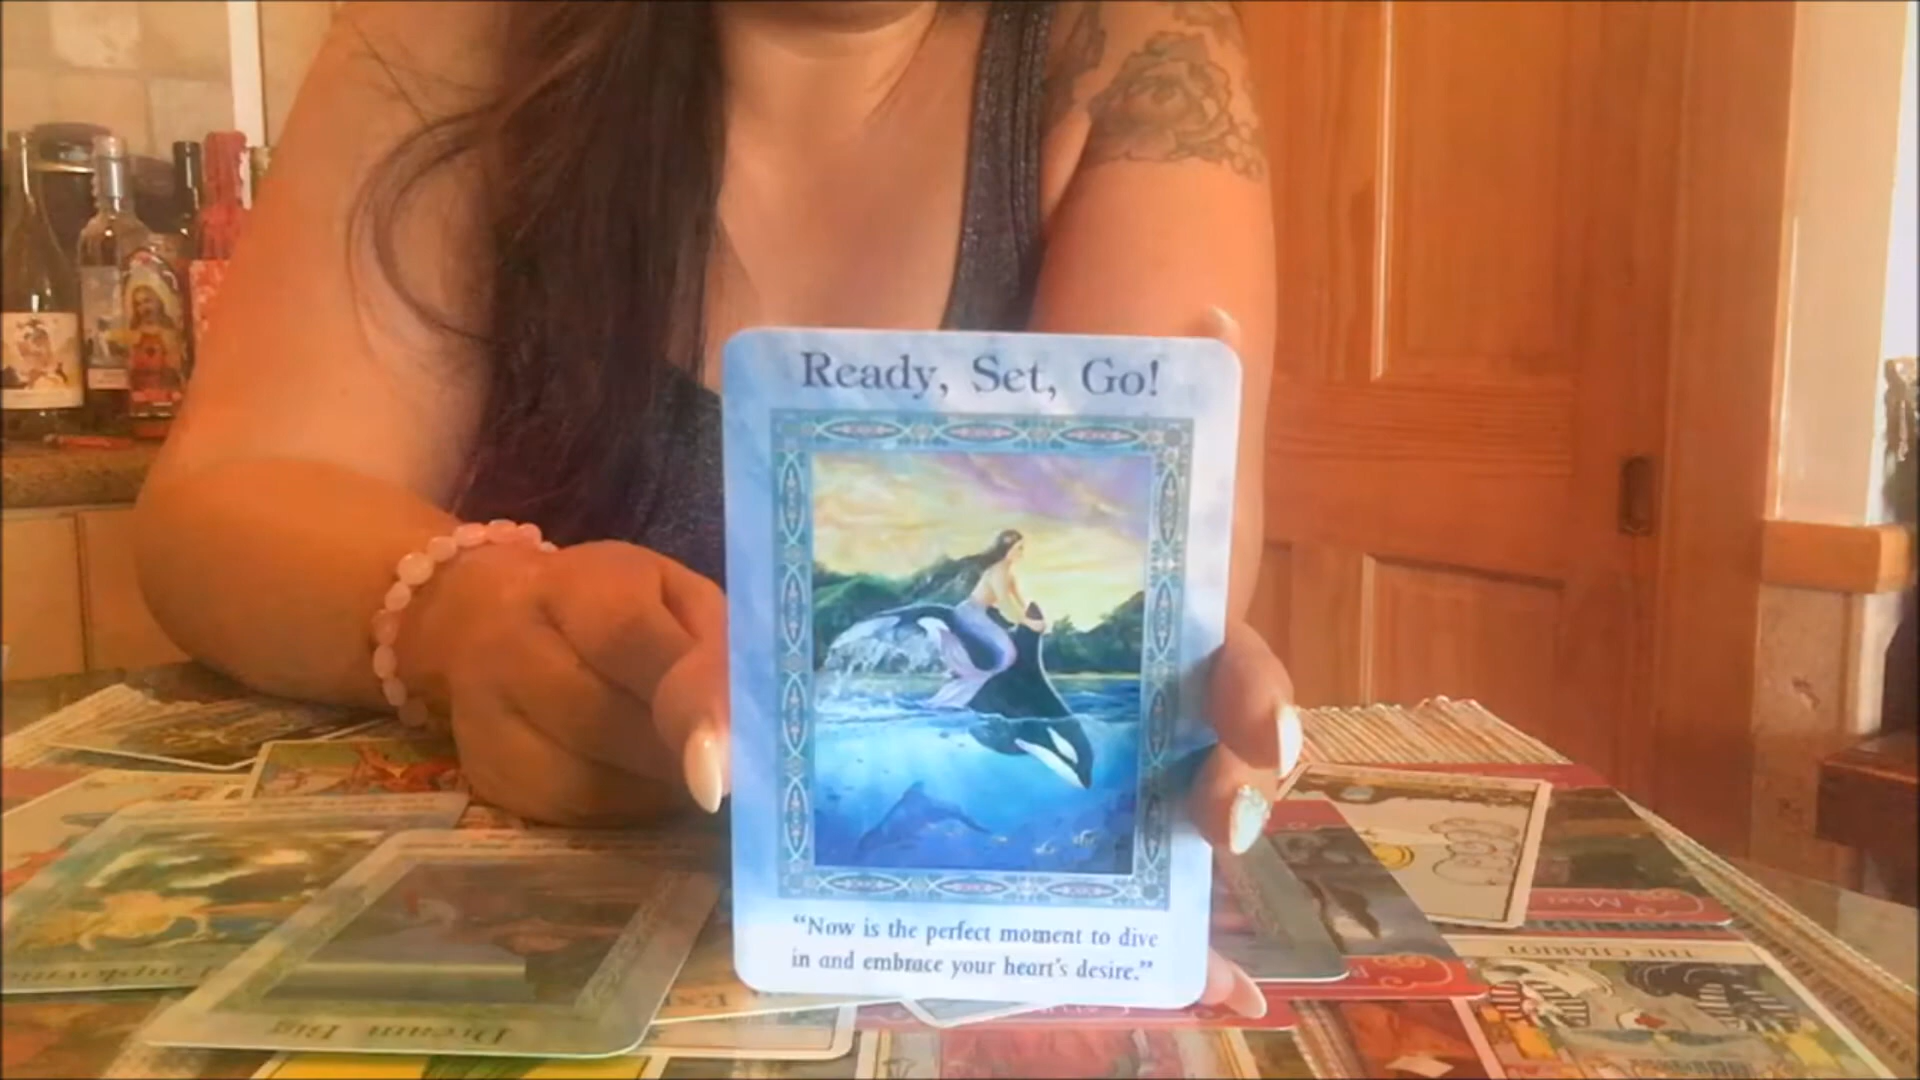 Ready, Set, Go!
“Now is the perfect moment to dive
in and embrace your heart’s desire.”
Dream Big
THE CHARIOT